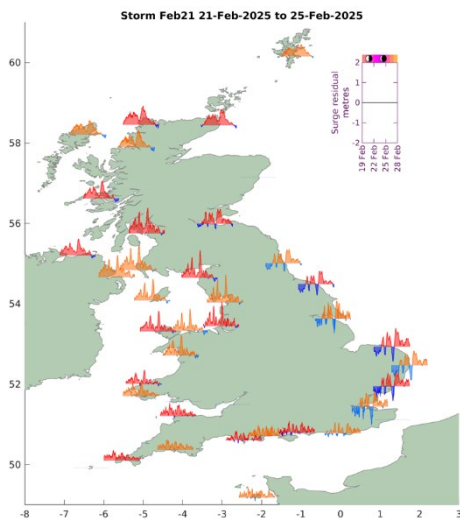 Storm Feb21 21-Feb-2025 to 25-Feb-2025
60
58
56
54
52
50
-8 -7 -6 -5 -4 -3 -2 -1 0 1 2 3
Surge residual
metres
2
1
0
-1
-2
19 Feb
22 Feb
25 Feb
28 Feb